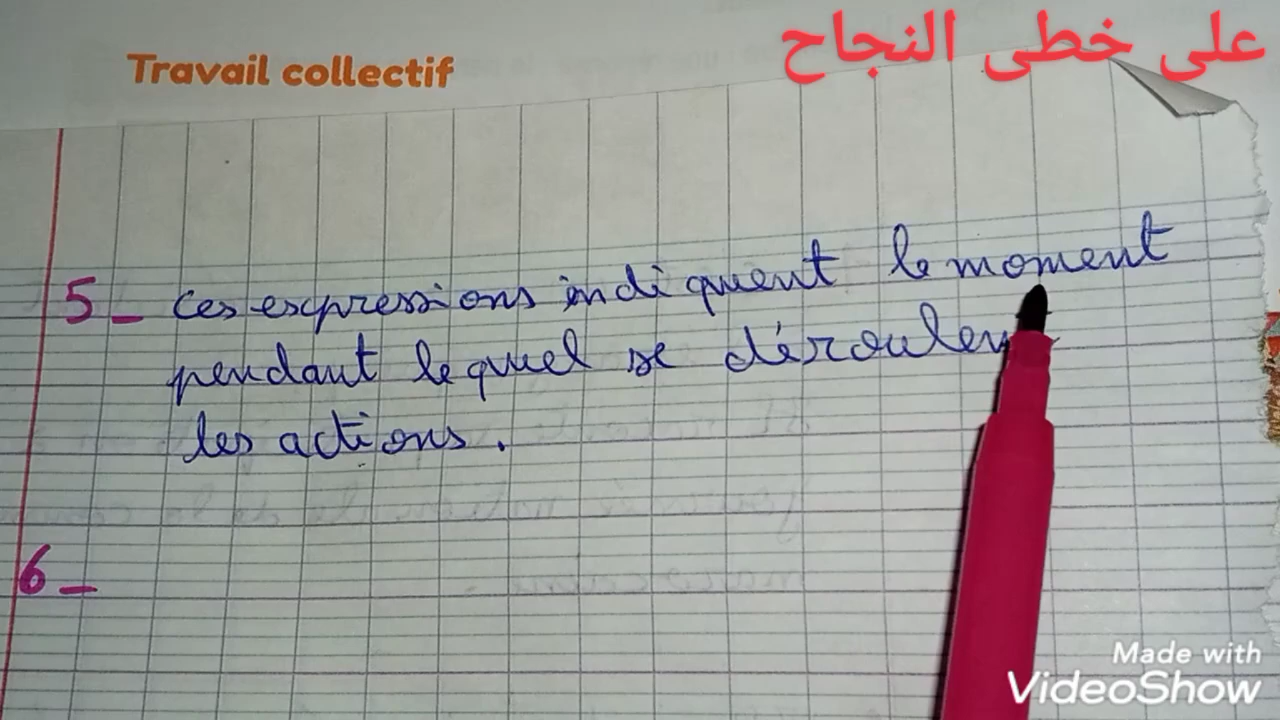 على خطى النجاح
Travail collectif
5_ Ces expressions indiquent le moment
pendant lequel se déroulent
les actions.
6_
Made with
VideoShow